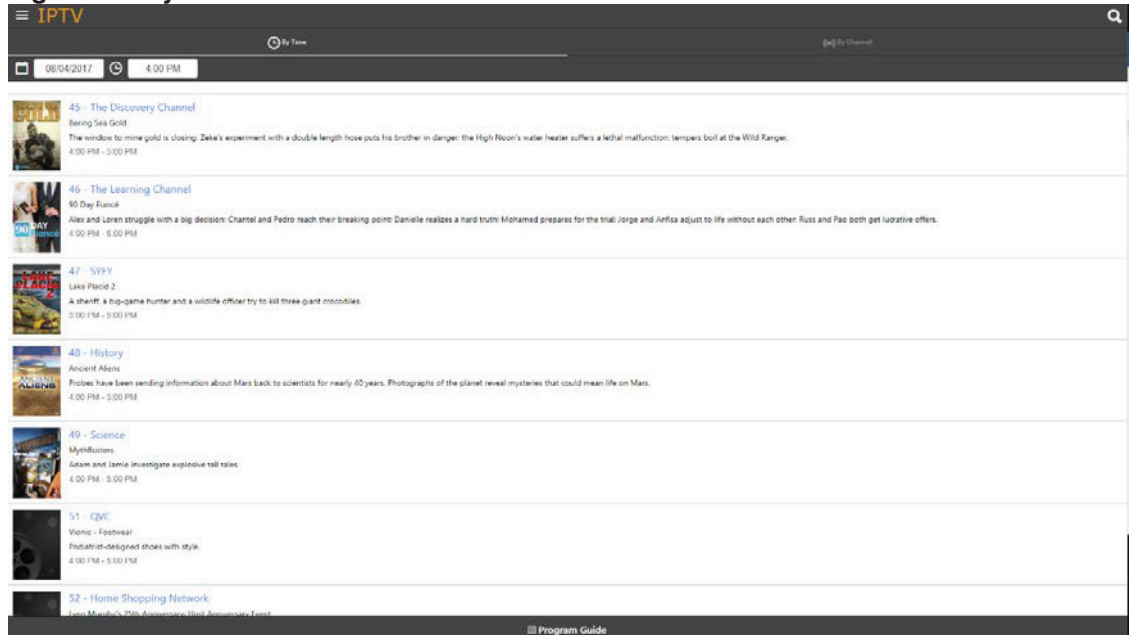 IPTV
By Time
By Channel
08/04/2017
4:00 PM
45 - The Discovery Channel
Bering Sea Gold
The window to mine gold is closing; Zeke's experiment with a double length hose puts his brother in danger; the High Noon's water heater suffers a lethal malfunction; tempers boil at the Wild Ranger.
4:00 PM - 5:00 PM
46 - The Learning Channel
90 Day Fiancé
Alex and Loren struggle with a big decision; Chantel and Pedro reach their breaking point; Danielle realizes a hard truth; Mohamed prepares for the trial; Jorge and Anfisa adjust to life without each other; Russ and Pao both get lucrative offers.
4:00 PM - 6:00 PM
47 - SYFY
Lake Placid 2
A sheriff, a big-game hunter and a wildlife officer try to kill three giant crocodiles.
3:00 PM - 5:00 PM
48 - History
Ancient Aliens
Probes have been sending information about Mars back to scientists for nearly 40 years. Photographs of the planet reveal mysteries that could mean life on Mars.
4:00 PM - 5:00 PM
49 - Science
MythBusters
Adam and Jamie investigate explosive tall tales.
4:00 PM - 5:00 PM
51 - QVC
Vionic - Footwear
Podiatrist-designed shoes with style.
4:00 PM - 5:00 PM
52 - Home Shopping Network
25th Anniversary Host Anniversary Event
Program Guide